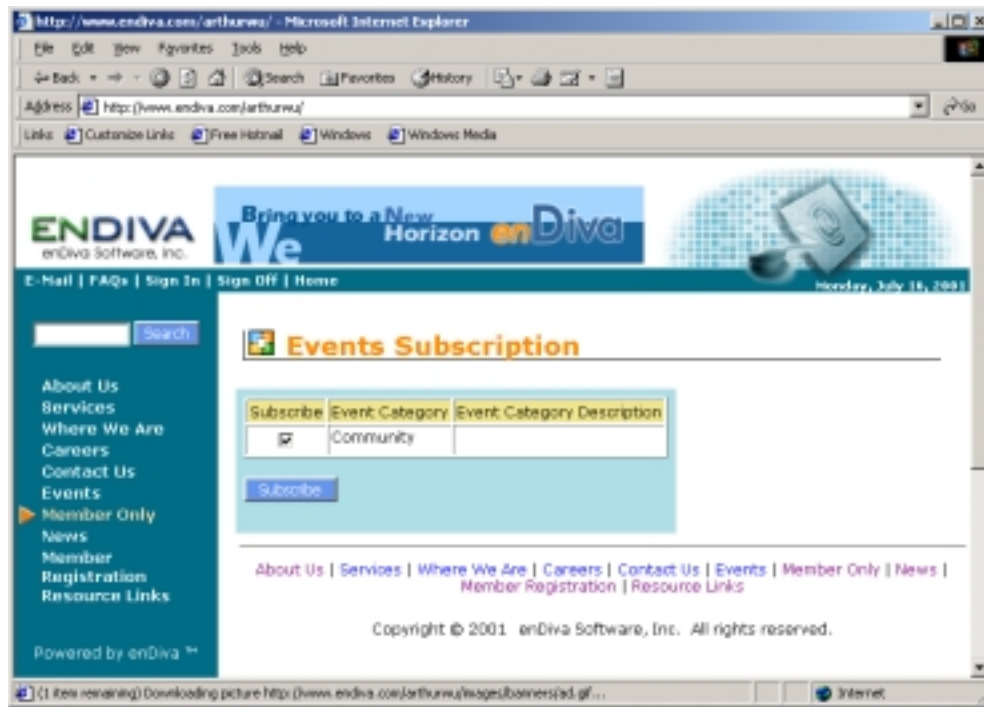 http://www.endiva.com/arthurwu/ - Microsoft Internet Explorer
File Edit View Favorites Tools Help
Back Search Favorites History
Address http://www.endiva.com/arthurwu/ Go
Links Customize Links Free Hotmail Windows Windows Media
ENDIVA
enDiva Software, Inc.
Bring you to a New
We Horizon enDiva
E-Mail | FAQs | Sign In | Sign Off | Home
Monday, July 16, 2001
Search
Events Subscription
About Us
Services
Where We Are
Careers
Contact Us
Events
Member Only
News
Member
Registration
Resource Links
Powered by enDiva ™
Subscribe Event Category Event Category Description
Community
Subscribe
About Us | Services | Where We Are | Careers | Contact Us | Events | Member Only | News |
Member Registration | Resource Links
Copyright © 2001 enDiva Software, Inc. All rights reserved.
(1 item remaining) Downloading picture http://www.endiva.com/arthurwu/images/banners/ad.gif... Internet